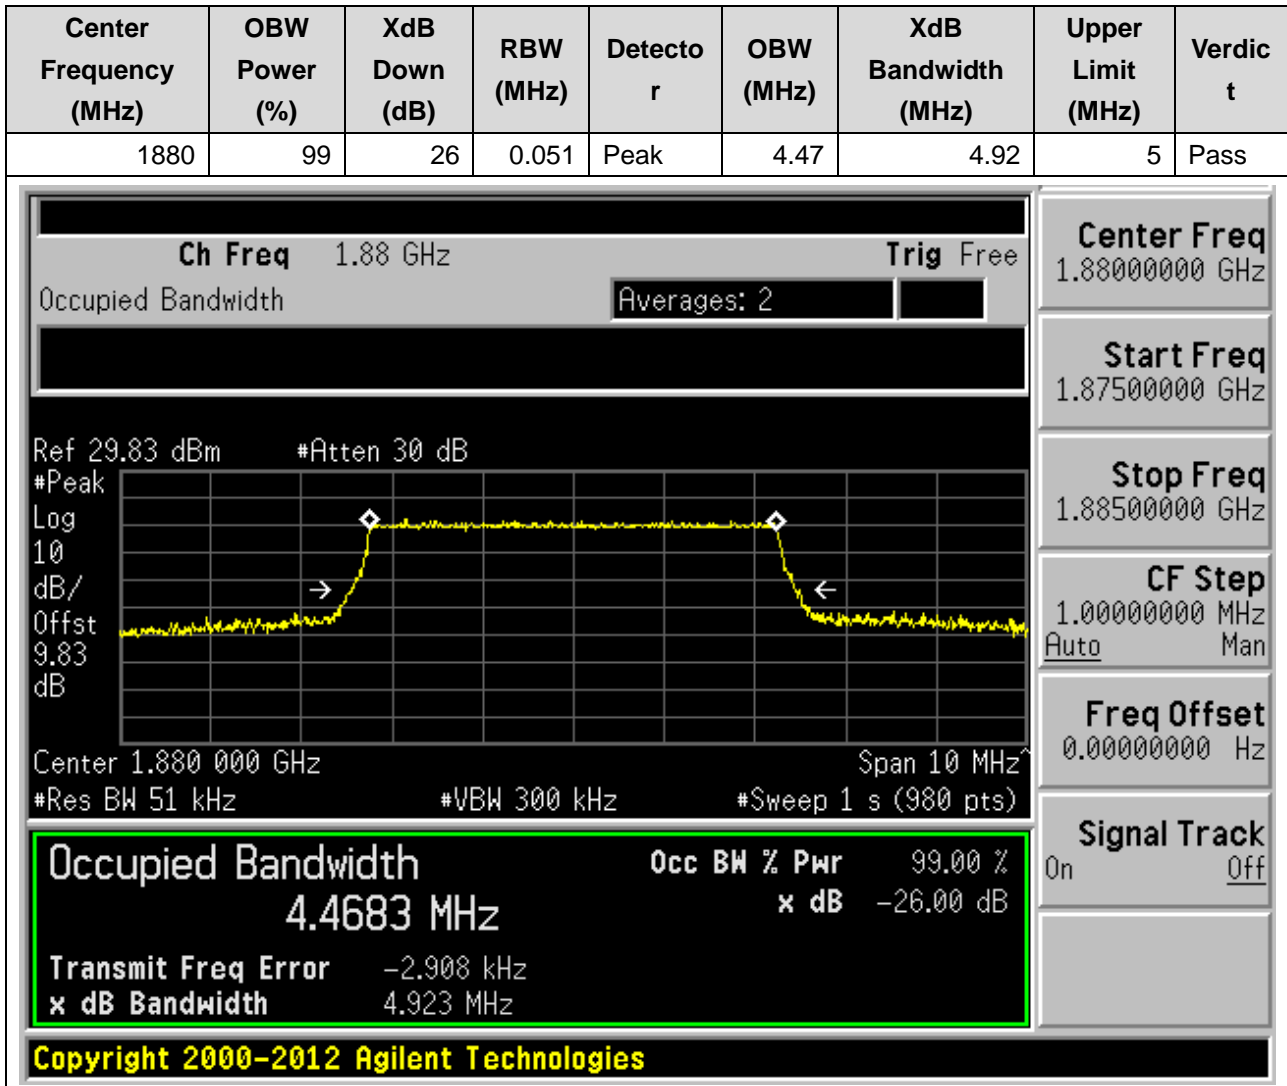 Center Frequency (MHz) OBW Power (%) XdB Down (dB) RBW (MHz) Detecto r OBW (MHz) XdB Bandwidth (MHz) Upper Limit (MHz) Verdic t
1880 99 26 0.051 Peak 4.47 4.92 5 Pass
Ch Freq 1.88 GHz Trig Free
Occupied Bandwidth Averages: 2
Ref 29.83 dBm #Atten 30 dB
#Peak
Log
10
dB/
Offst
9.83
dB
Center 1.880 000 GHz Span 10 MHz^
#Res BW 51 kHz #VBW 300 kHz #Sweep 1 s (980 pts)
Occupied Bandwidth Occ BW % Pwr 99.00 %
4.4683 MHz x dB -26.00 dB
Transmit Freq Error -2.908 kHz
x dB Bandwidth 4.923 MHz
Center Freq
1.88000000 GHz
Start Freq
1.87500000 GHz
Stop Freq
1.88500000 GHz
CF Step
1.00000000 MHz
Auto Man
Freq Offset
0.00000000 Hz
Signal Track
On Off
Copyright 2000-2012 Agilent Technologies